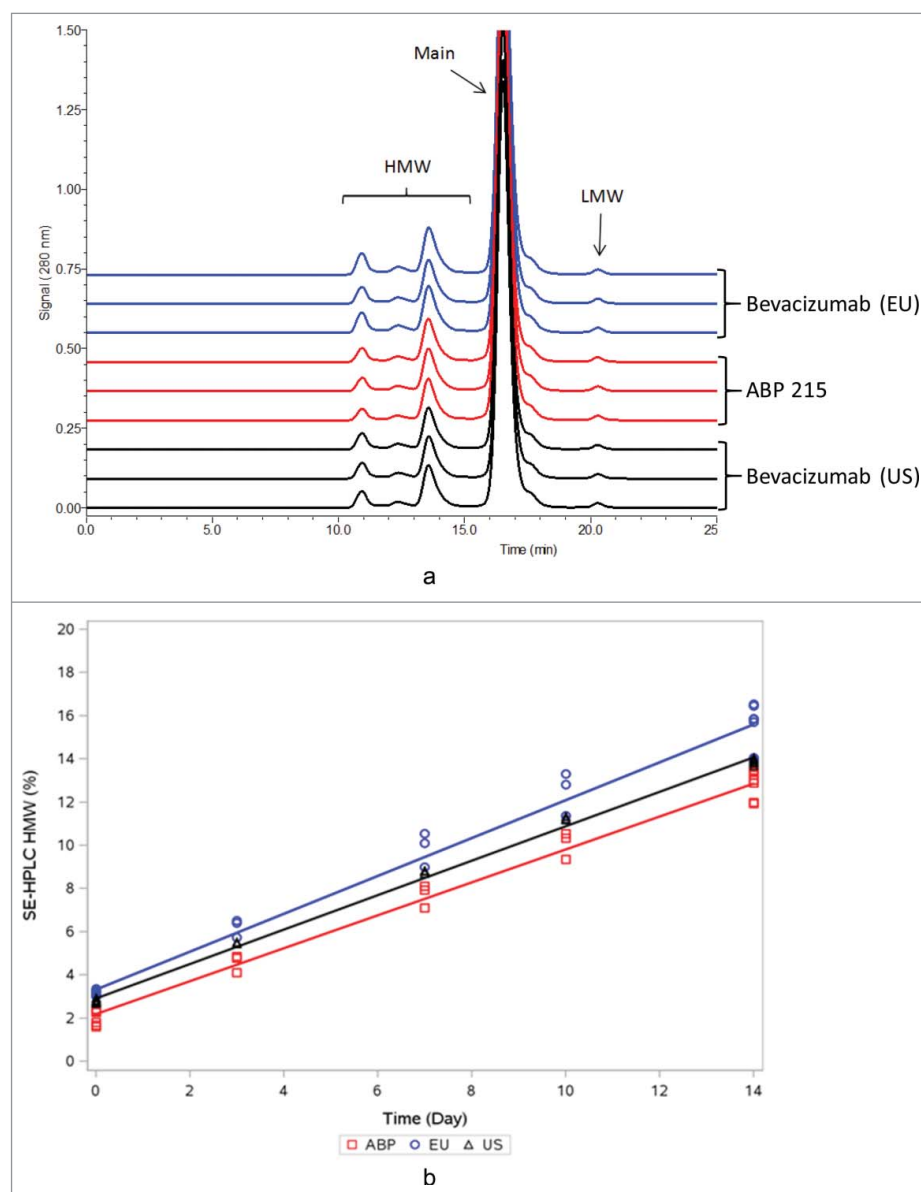 1.50
Main
1.25
HMW
1.00
LMW
Signal (280 nm)
0.75
Bevacizumab (EU)
0.50
ABP 215
0.25
Bevacizumab (US)
0.00
0.0 5.0 10.0 15.0 20.0 25
Time (min)
a
20
18
16
14
12
10
8
6
4
2
0
SE-HPLC HMW (%)
0 2 4 6 8 10 12 14
Time (Day)
ABP EU US
b